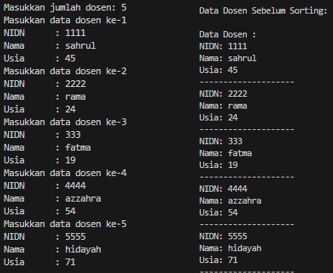 Masukkan jumlah dosen: 5
Masukkan data dosen ke-1
NIDN : 1111
Nama : sahrul
Usia : 45
Masukkan data dosen ke-2
NIDN : 2222
Nama : rama
Usia : 24
Masukkan data dosen ke-3
NIDN : 333
Nama : fatma
Usia : 19
Masukkan data dosen ke-4
NIDN : 4444
Nama : azzahra
Usia : 54
Masukkan data dosen ke-5
NIDN : 5555
Nama : hidayah
Usia : 71
Data Dosen Sebelum Sorting:
Data Dosen :
NIDN: 1111
Nama: sahrul
Usia: 45
--------------------
NIDN: 2222
Nama: rama
Usia: 24
--------------------
NIDN: 333
Nama: fatma
Usia: 19
--------------------
NIDN: 4444
Nama: azzahra
Usia: 54
--------------------
NIDN: 5555
Nama: hidayah
Usia: 71
--------------------